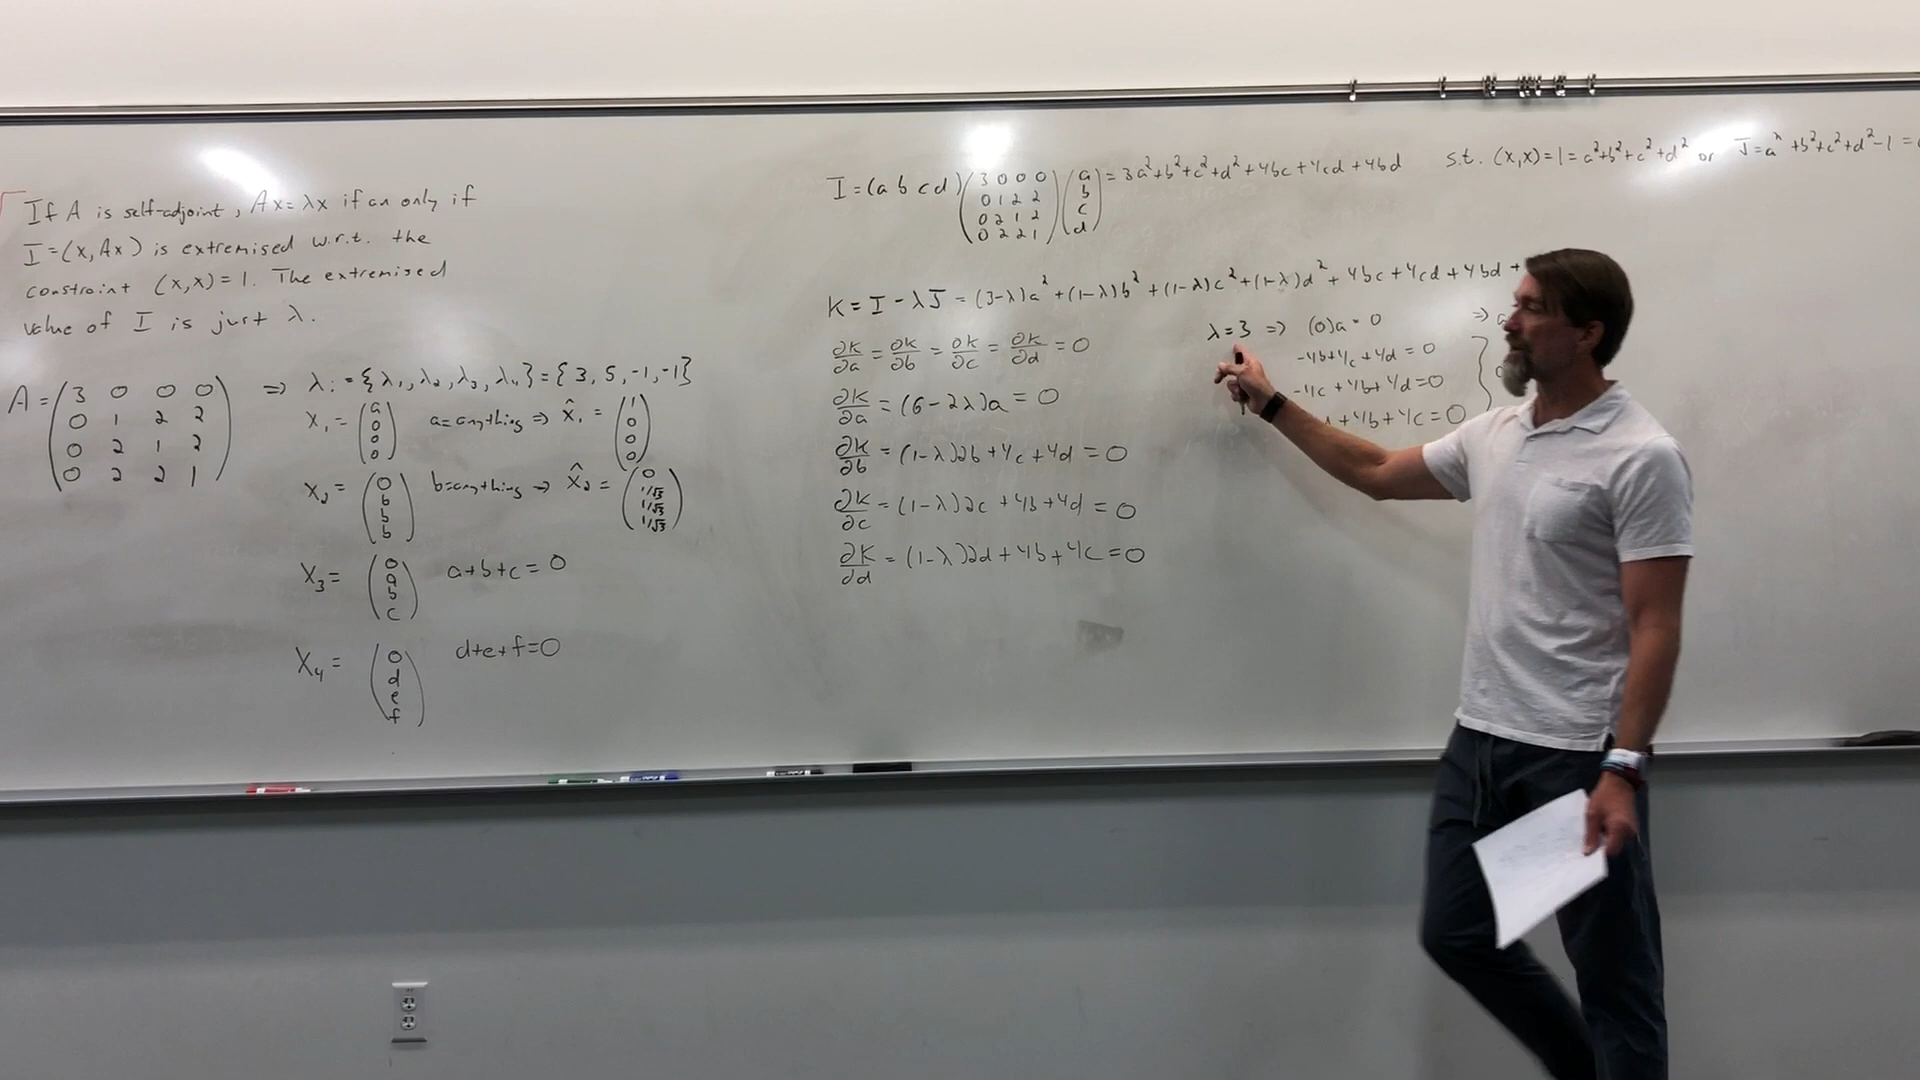 If A is self-adjoint, Ax = λx if an only if
I = (x, Ax) is extremised w.r.t. the
constraint (x,x) = 1. The extremised
value of I is just λ.
A = (3 0 0 0
0 1 2 2
0 2 1 2
0 2 2 1)
⇒ λi = {λ₁, λ₂, λ₃, λ₄} = {3, 5, -1, -1}
X₁ = (a 0 0 0) a = anything ⇒ x̂₁ = (1 0 0 0)
X₂ = (0 b b b) b = anything ⇒ x̂₂ = (0 1/√3 1/√3 1/√3)
X₃ = (0 a b c) a+b+c = 0
X₄ = (0 d e f) d+e+f = 0
I = (a b c d) (3 0 0 0
0 1 2 2
0 2 1 2
0 2 2 1) (a b c d) = 3a² + b² + c² + d² + 4bc + 4cd + 4bd s.t. (x,x) = 1 = a² + b² + c² + d² or J = a² + b² + c² + d² - 1 =
K = I - λJ = (3-λ)a² + (1-λ)b² + (1-λ)c² + (1-λ)d² + 4bc + 4cd + 4bd +
∂K/∂a = ∂K/∂b = ∂K/∂c = ∂K/∂d = 0
∂K/∂a = (6-2λ)a = 0
∂K/∂b = (1-λ)2b + 4c + 4d = 0
∂K/∂c = (1-λ)2c + 4b + 4d = 0
∂K/∂d = (1-λ)2d + 4b + 4c = 0
λ = 3 ⇒ (0)a = 0 ⇒ a
-4b + 4c + 4d = 0
-4c + 4b + 4d = 0
+ 4b + 4c = 0